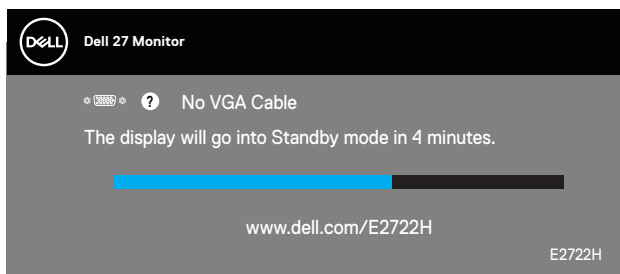 DELL
Dell 27 Monitor
? No VGA Cable
The display will go into Standby mode in 4 minutes.
www.dell.com/E2722H
E2722H